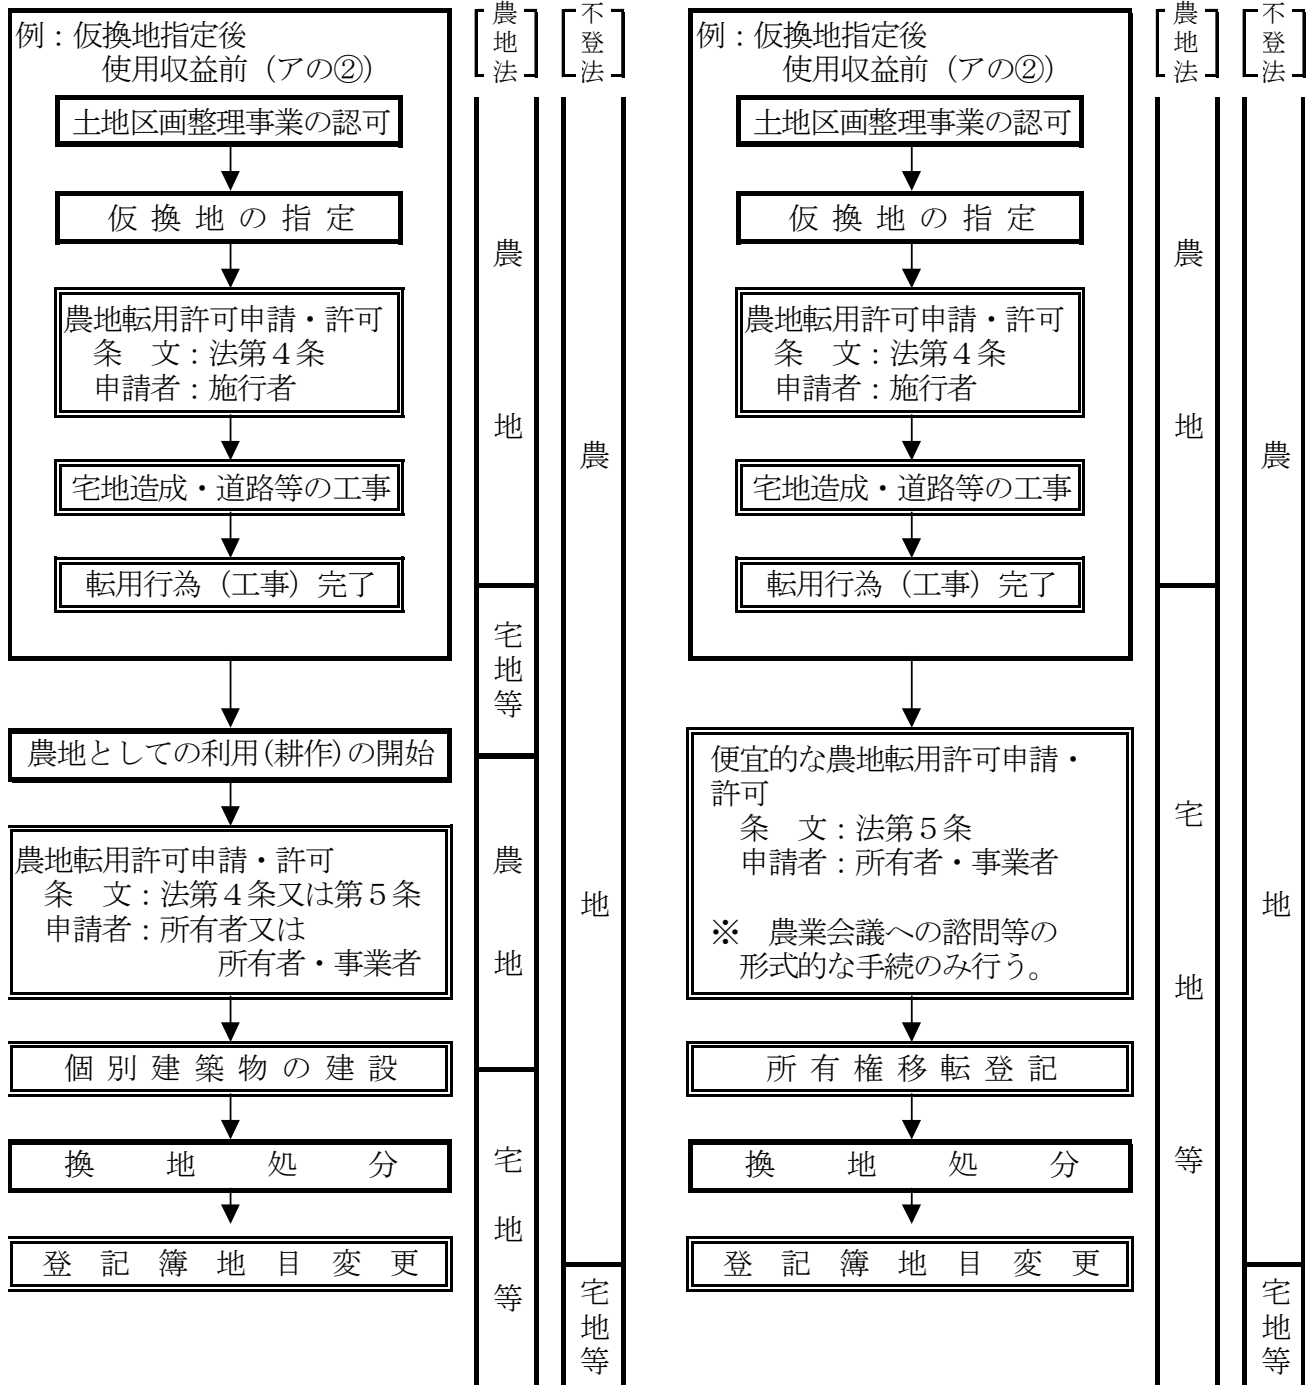 例：仮換地指定後
使用収益前（アの②）
土地区画整理事業の認可
仮換地の指定
農地転用許可申請・許可
条　文：法第４条
申請者：施行者
宅地造成・道路等の工事
転用行為（工事）完了
農地としての利用(耕作)の開始
農地転用許可申請・許可
条　文：法第４条又は第５条
申請者：所有者又は
所有者・事業者
個別建築物の建設
換地処分
登記簿地目変更
農地法
農地
宅地等
農地
宅地等
不登法
農地
宅地等
例：仮換地指定後
使用収益前（アの②）
土地区画整理事業の認可
仮換地の指定
農地転用許可申請・許可
条　文：法第４条
申請者：施行者
宅地造成・道路等の工事
転用行為（工事）完了
便宜的な農地転用許可申請・
許可
条　文：法第５条
申請者：所有者・事業者
※　農業会議への諮問等の
形式的な手続のみ行う。
所有権移転登記
換地処分
登記簿地目変更
農地法
農地
宅地等
不登法
農地
宅地等